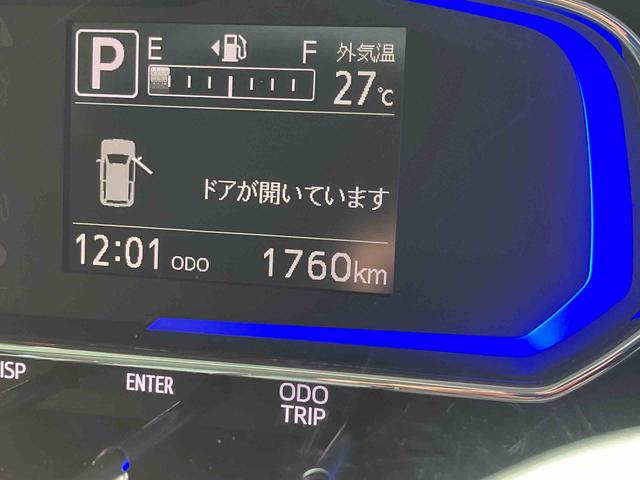 P E F 外気温
27℃
ドアが開いています
12:01 ODO 1760km
ISP ENTER ODO
TRIP